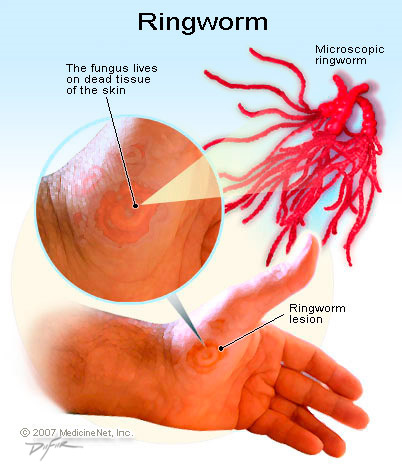 Ringworm
The fungus lives
on dead tissue
of the skin
Microscopic
ringworm
Ringworm
lesion
© 2007 MedicineNet, Inc.